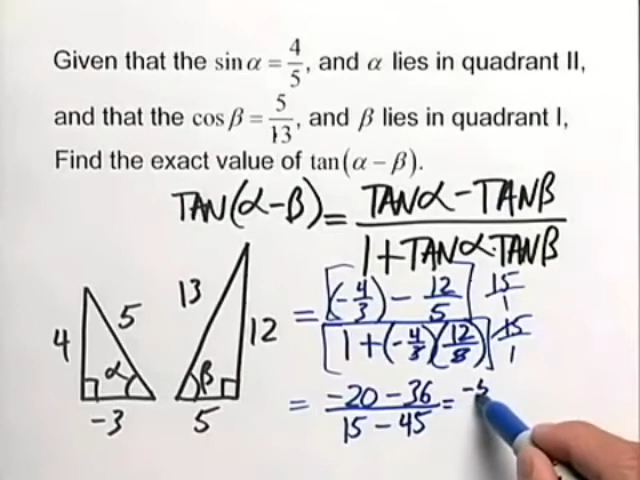 Given that the sin α = 4/5, and α lies in quadrant II,
and that the cos β = 5/13, and β lies in quadrant I,
Find the exact value of tan(α − β).
TAN(α-β) = (TANα - TANβ)/(1 + TANα·TANβ)
4 5 α -3
13 12 β 5
= [(-4/3) - 12/5] 15/1 / [1 + (-4/3)(12/5)] 15/1
= (-20 - 36)/(15 - 45) = -5